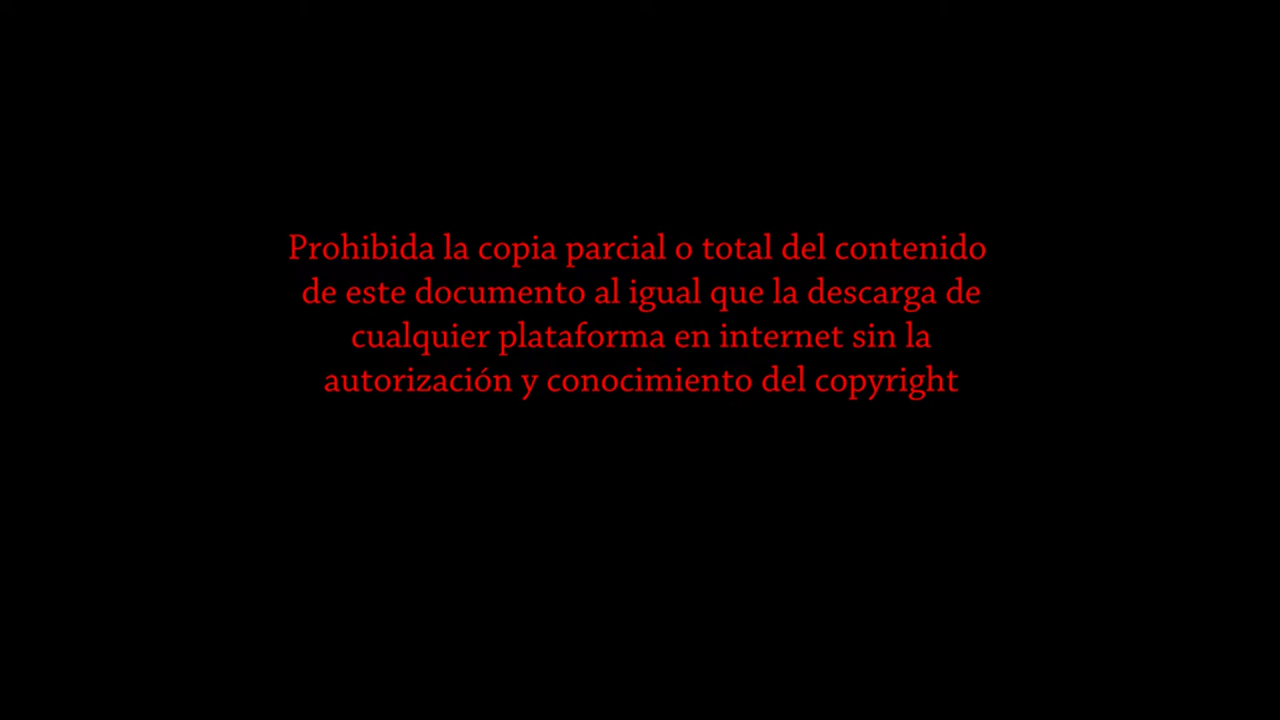 Prohibida la copia parcial o total del contenido
de este documento al igual que la descarga de
cualquier plataforma en internet sin la
autorización y conocimiento del copyright